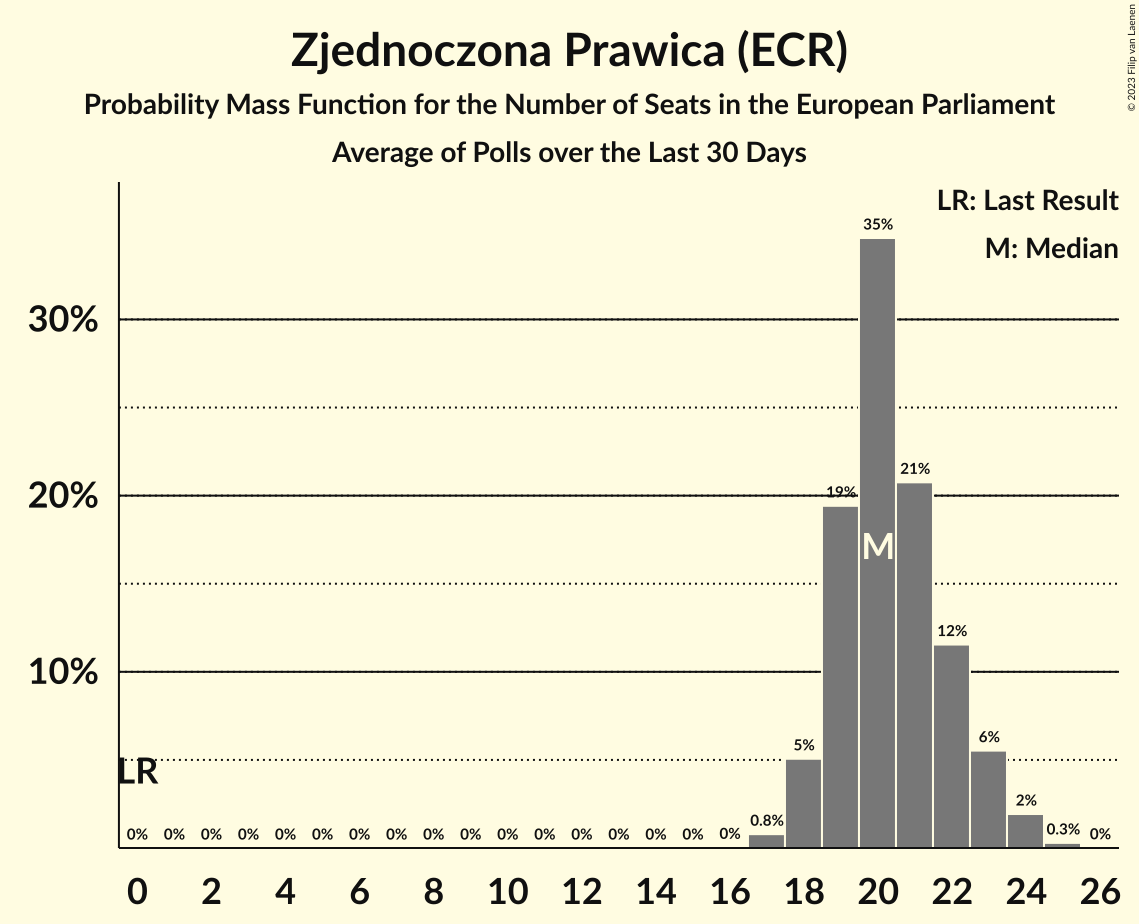 Zjednoczona Prawica (ECR)
Probability Mass Function for the Number of Seats in the European Parliament
Average of Polls over the Last 30 Days
© 2023 Filip van Laenen
LR: Last Result
M: Median
35%
30%
21%
20%
19%
M
12%
10%
6%
5%
LR
2%
0% 0% 0% 0% 0% 0% 0% 0% 0% 0% 0% 0% 0% 0% 0% 0% 0% 0.8% 0.3% 0%
0 2 4 6 8 10 12 14 16 18 20 22 24 26